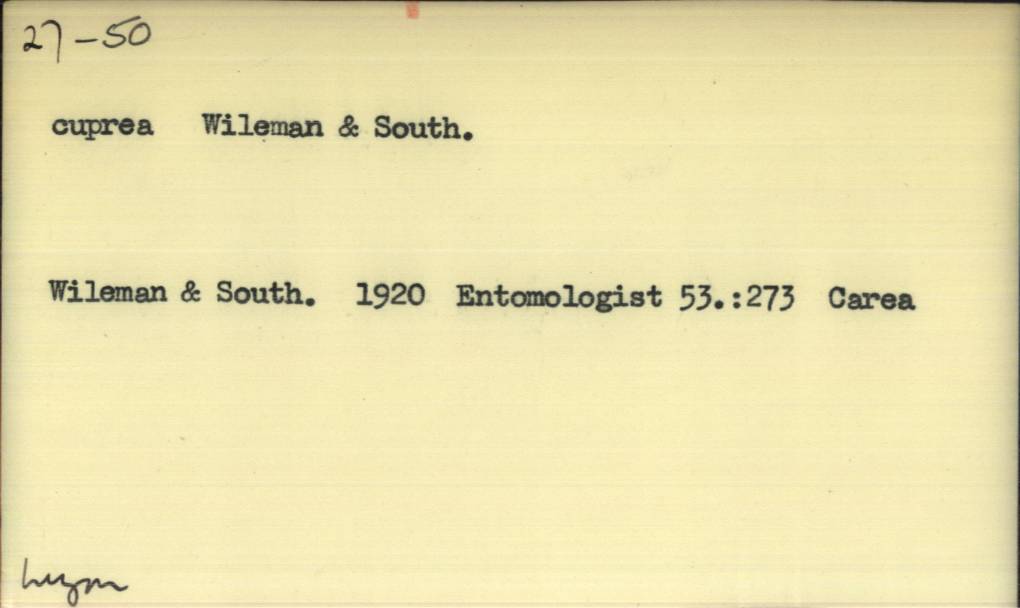 27-50
cuprea Wileman & South.
Wileman & South. 1920 Entomologist 53.:273 Carea